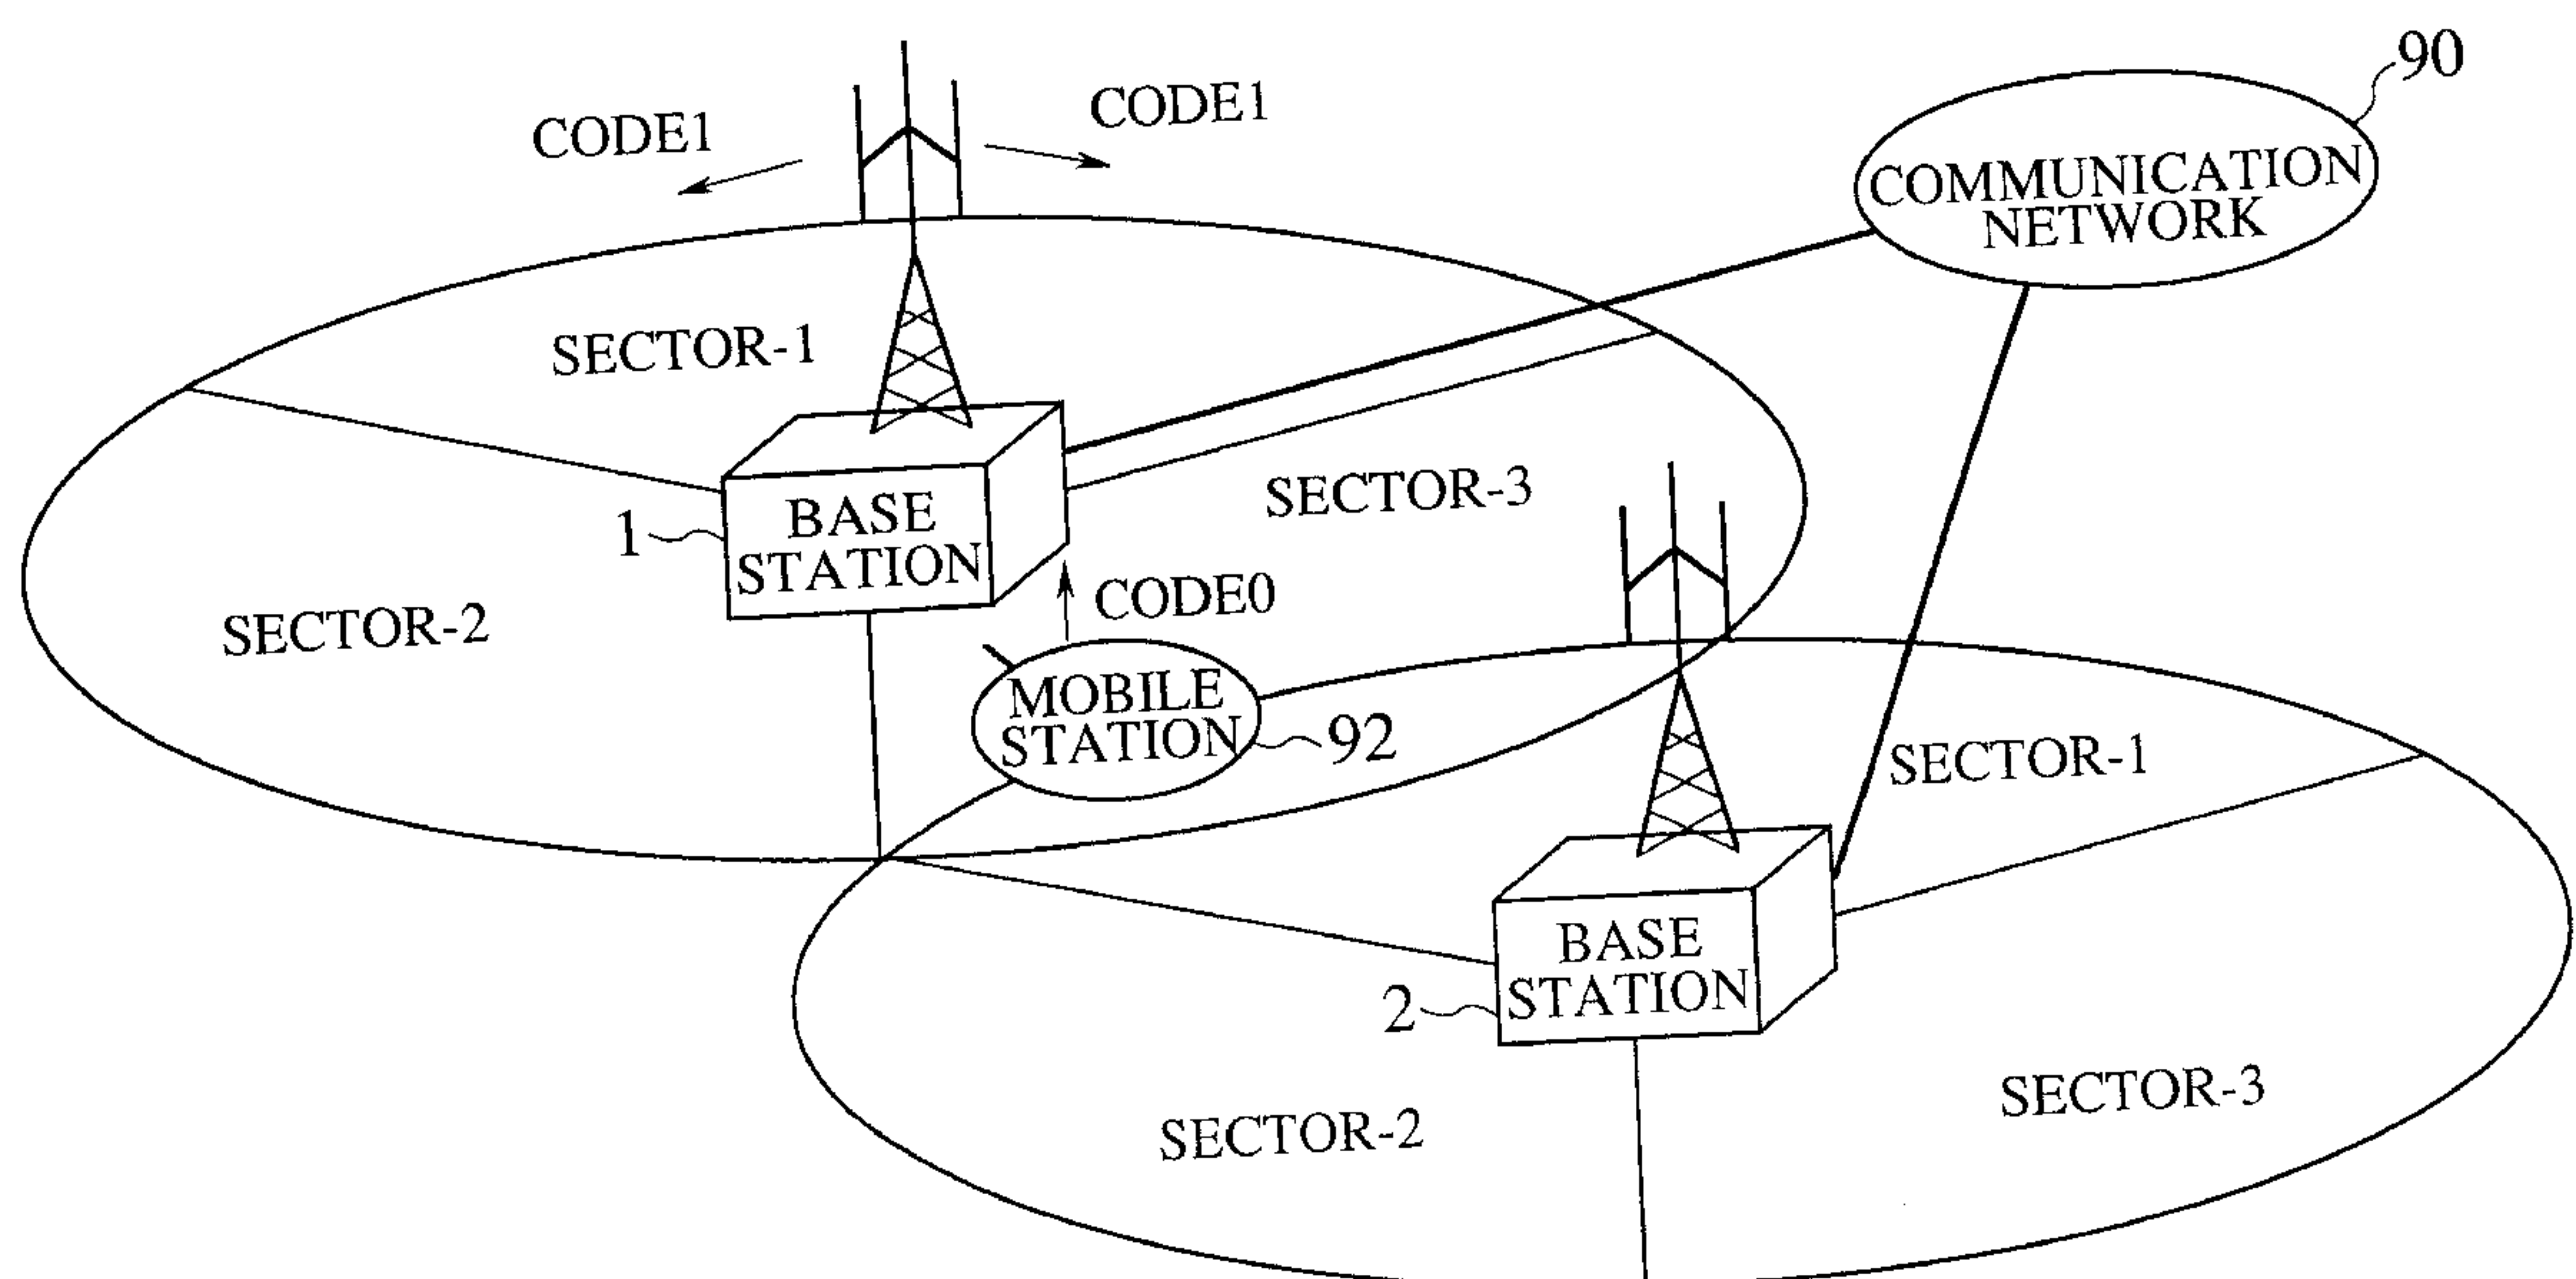 90
CODE1
CODE1
COMMUNICATION
NETWORK
SECTOR-1
SECTOR-3
BASE
STATION
1
CODE0
SECTOR-2
MOBILE
STATION
92
SECTOR-1
BASE
STATION
2
SECTOR-3
SECTOR-2